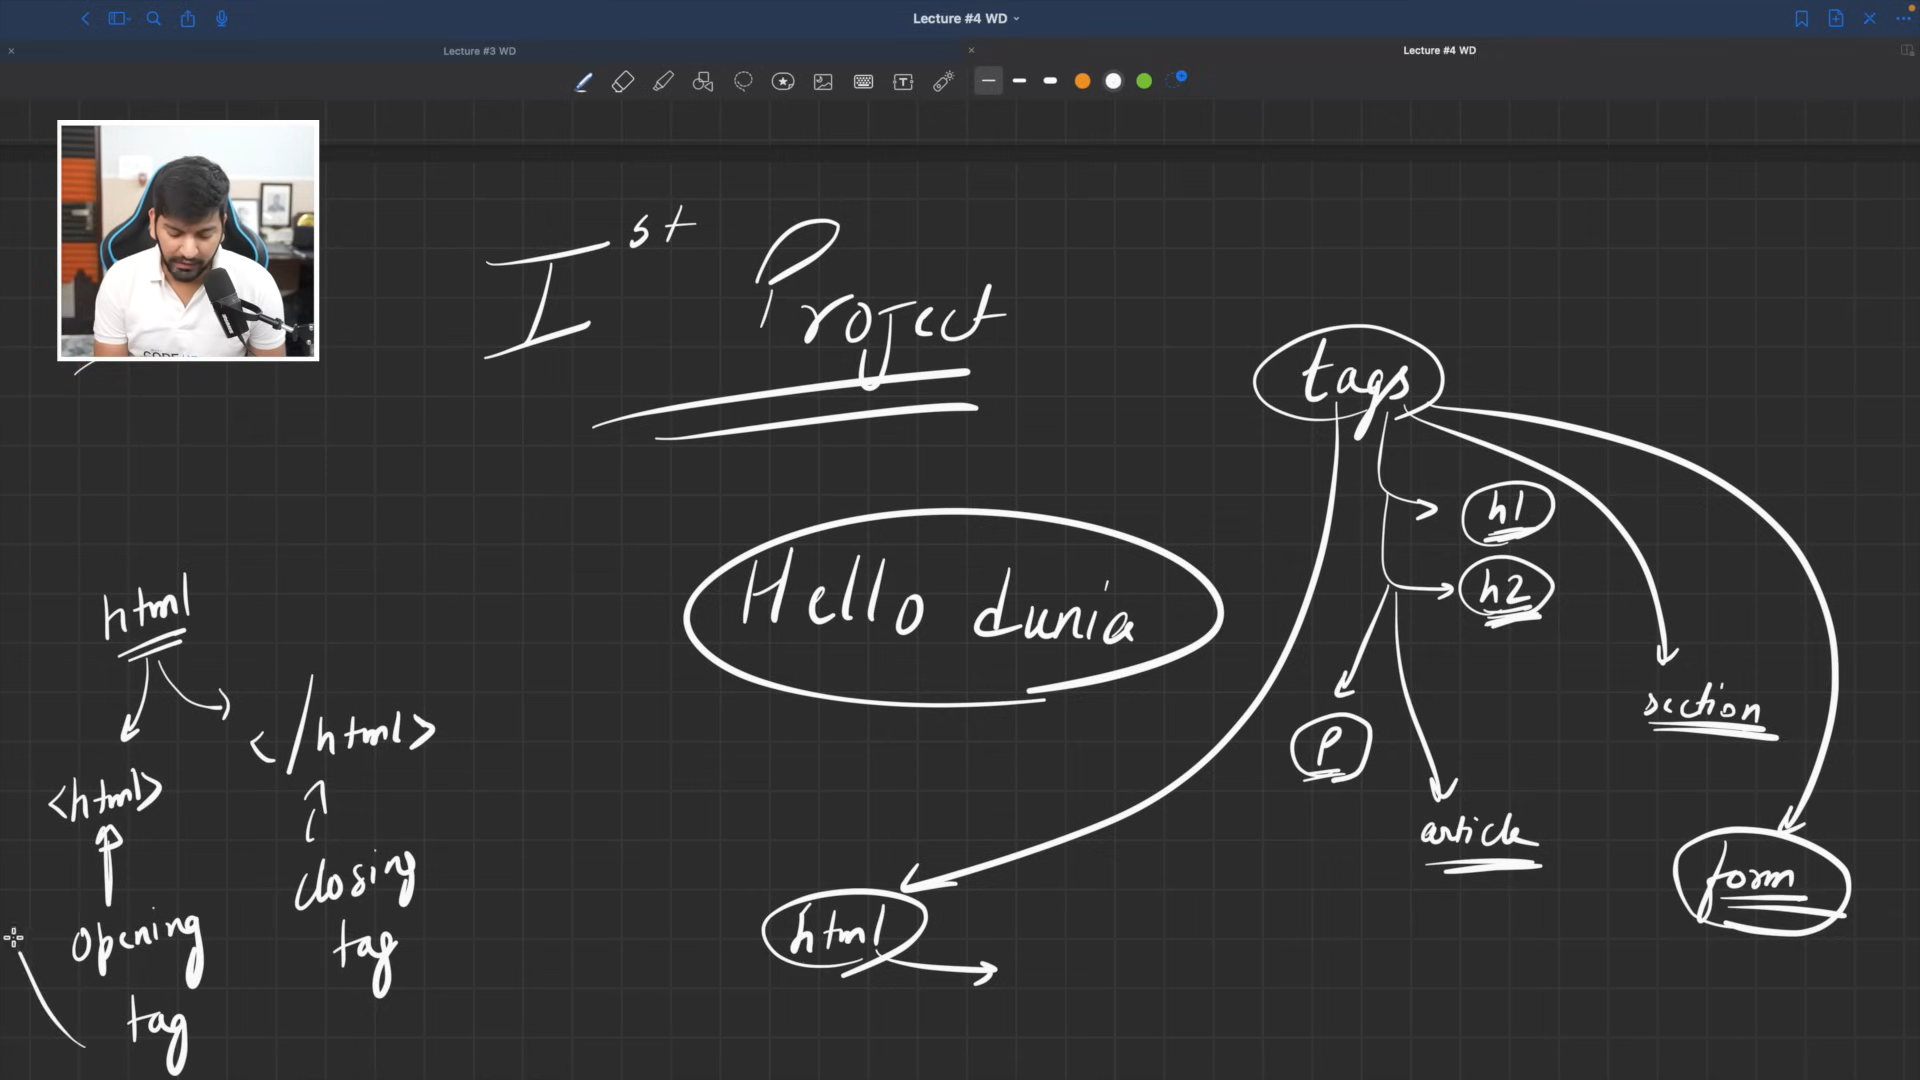 Lecture #4 WD
Lecture #3 WD
Lecture #4 WD
Ist Project
tags
h1
h2
Hello dunia
html
section
</html>
P
<html>
article
closing
tag
form
opening
tag
html